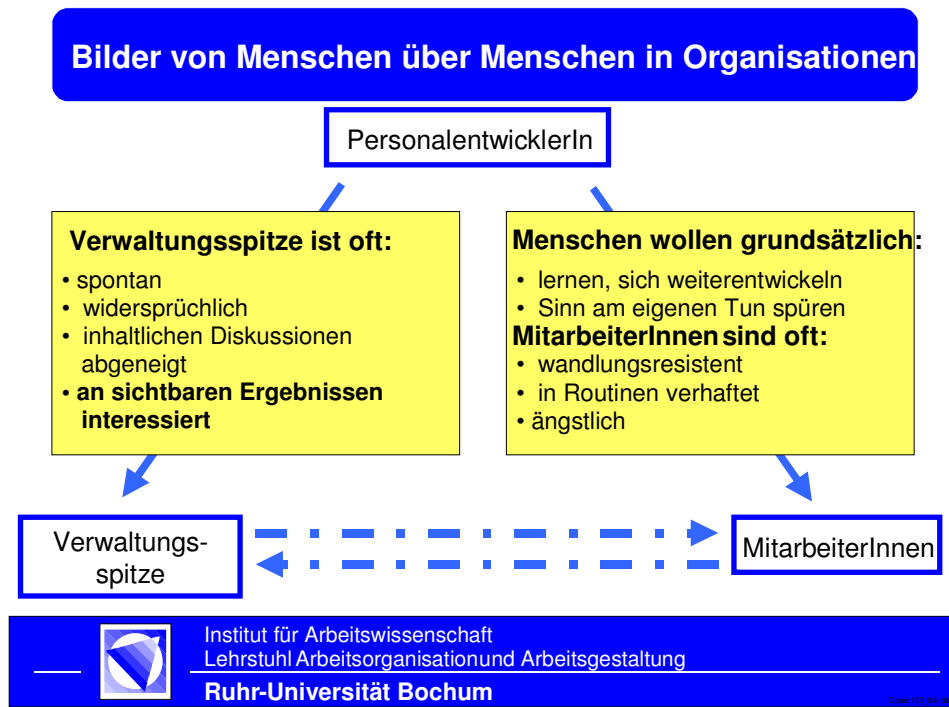 Bilder von Menschen über Menschen in Organisationen
PersonalentwicklerIn
Verwaltungsspitze ist oft:
• spontan
• widersprüchlich
• inhaltlichen Diskussionen
abgeneigt
• an sichtbaren Ergebnissen
interessiert
Menschen wollen grundsätzlich:
• lernen, sich weiterentwickeln
• Sinn am eigenen Tun spüren
MitarbeiterInnen sind oft:
• wandlungsresistent
• in Routinen verhaftet
• ängstlich
Verwaltungs-
spitze
MitarbeiterInnen
Institut für Arbeitswissenschaft
Lehrstuhl Arbeitsorganisationund Arbeitsgestaltung
Ruhr-Universität Bochum